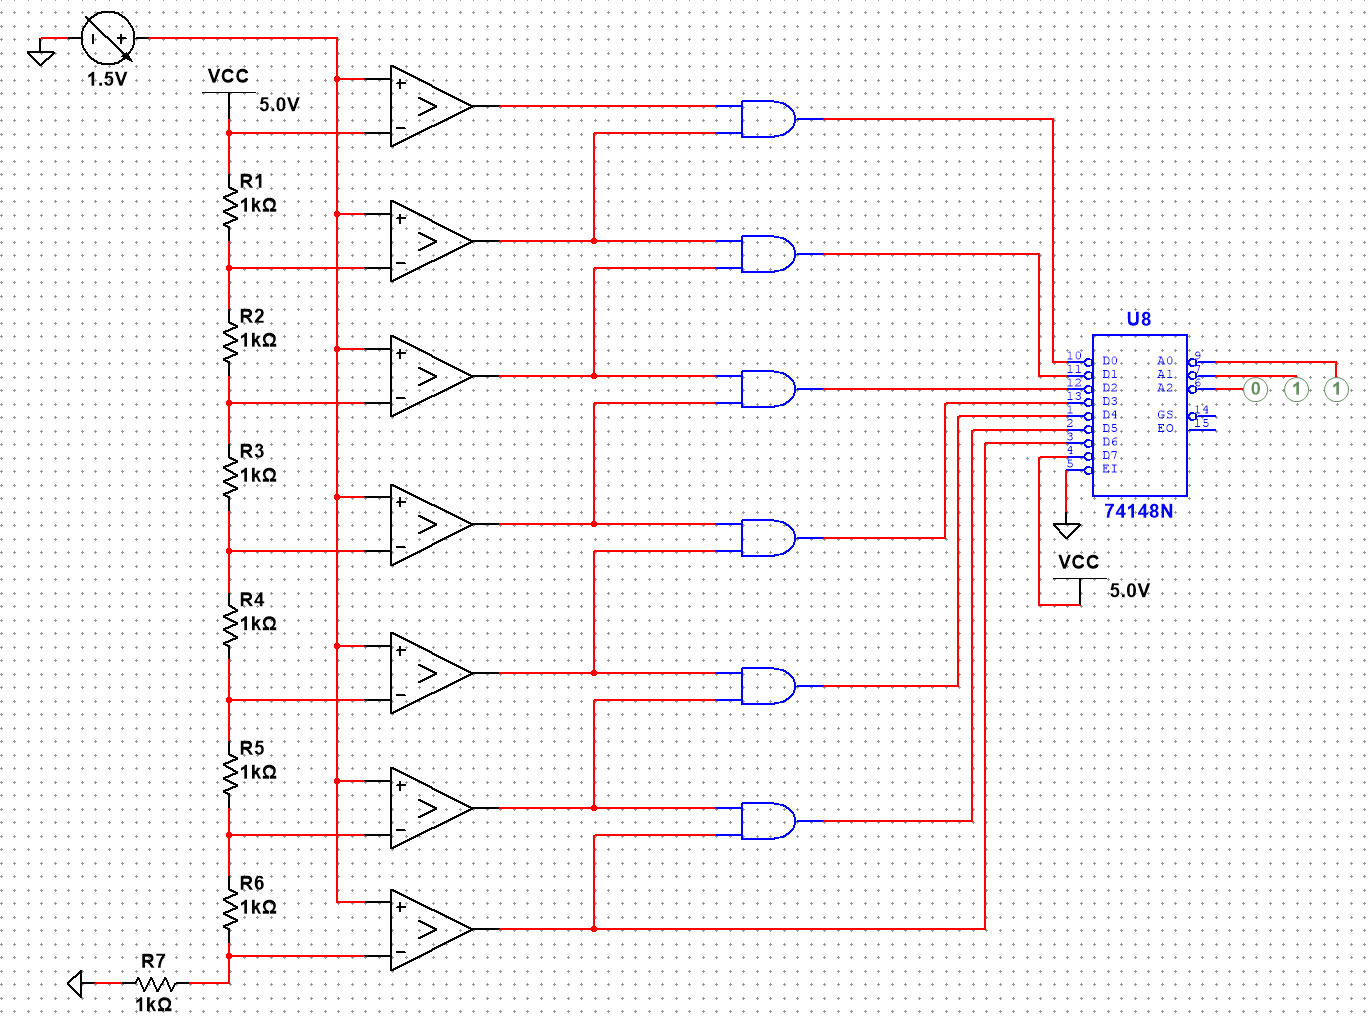 1.5V
VCC
5.0V
R1
1kΩ
R2
1kΩ
R3
1kΩ
R4
1kΩ
R5
1kΩ
R6
1kΩ
R7
1kΩ
+
−
>
+
−
>
+
−
>
+
−
>
+
−
>
+
−
>
+
−
>
U8
10 D0 A0 9
11 D1 A1 7
12 D2 A2 6
13 D3
1 D4 GS 14
2 D5 EO 15
3 D6
4 D7
5 EI
74148N
0 1 1
VCC
5.0V